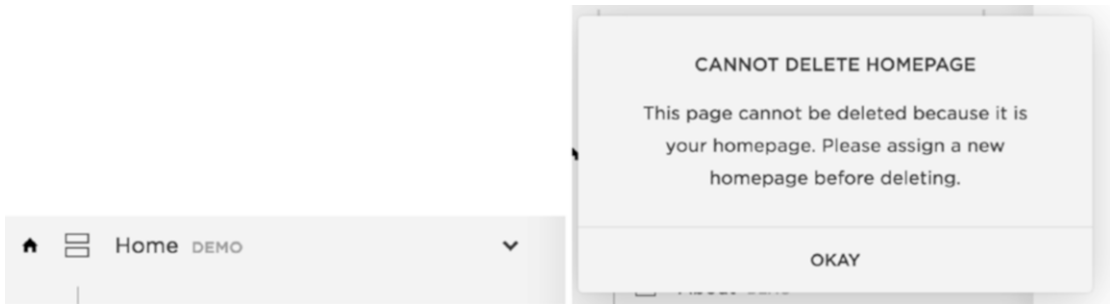 Home DEMO
CANNOT DELETE HOMEPAGE
This page cannot be deleted because it is
your homepage. Please assign a new
homepage before deleting.
OKAY